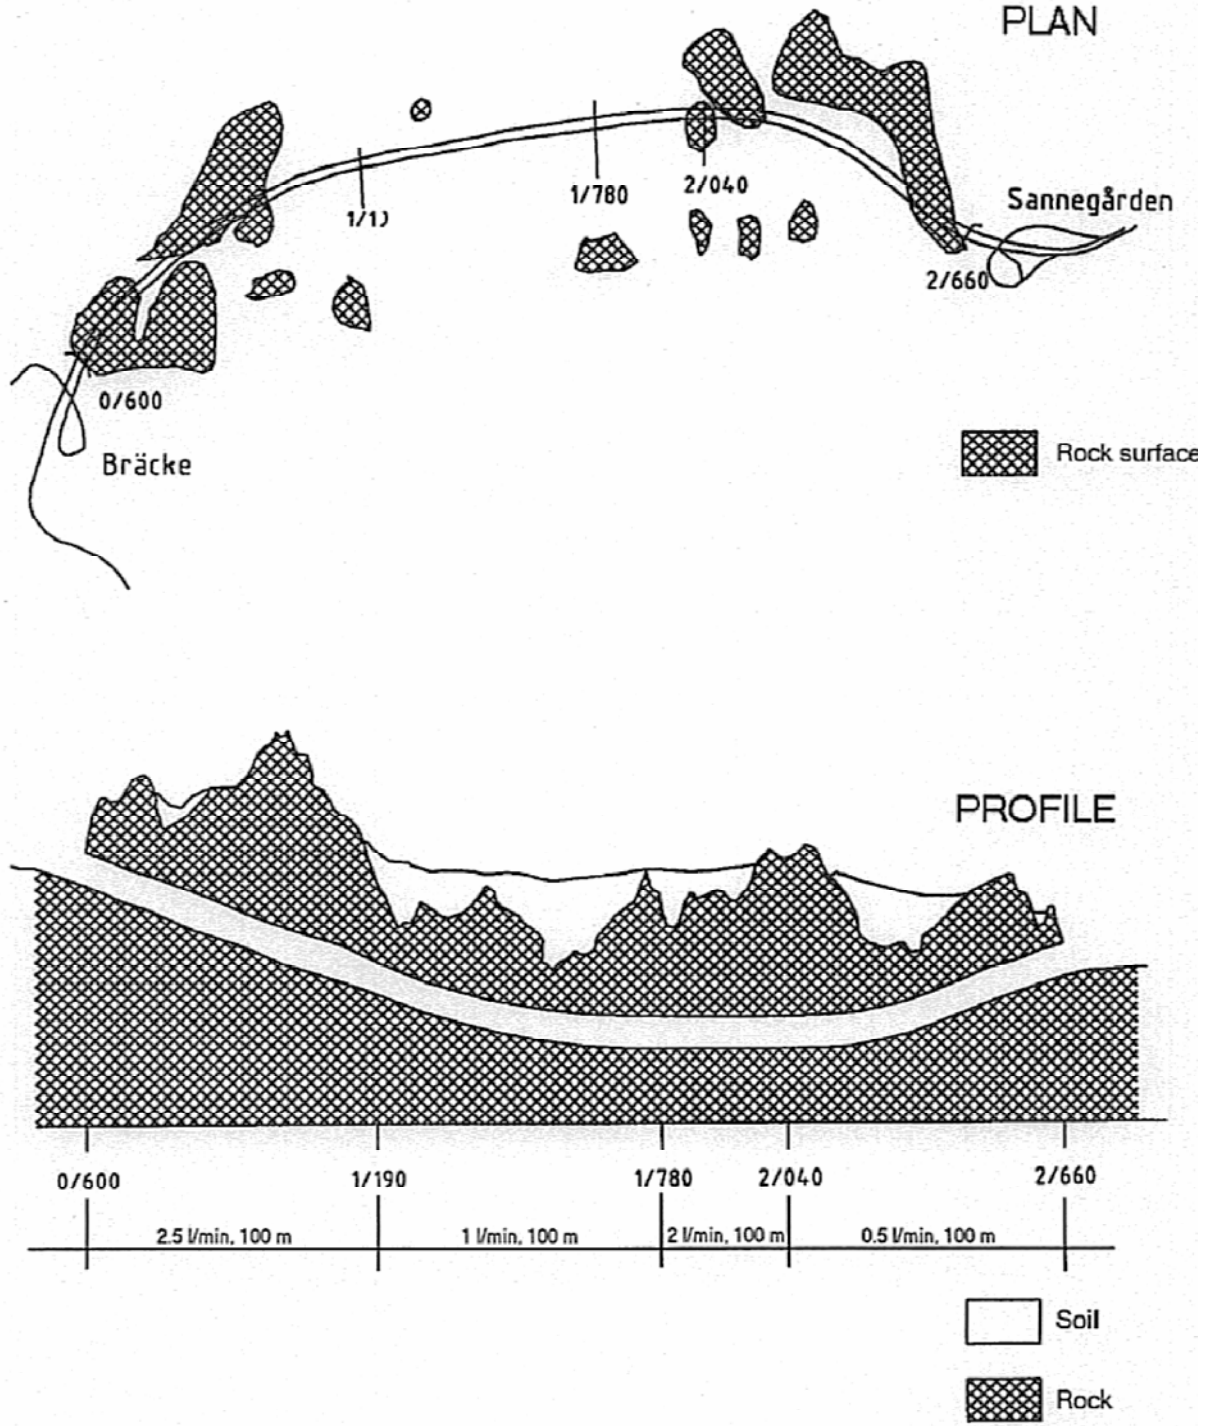 PLAN
1/780
2/040
Sannegården
2/660
0/600
Bräcke
Rock surface
PROFILE
0/600
1/190
1/780
2/040
2/660
2.5 l/min, 100 m
1 l/min, 100 m
2 l/min, 100 m
0.5 l/min, 100 m
Soil
Rock